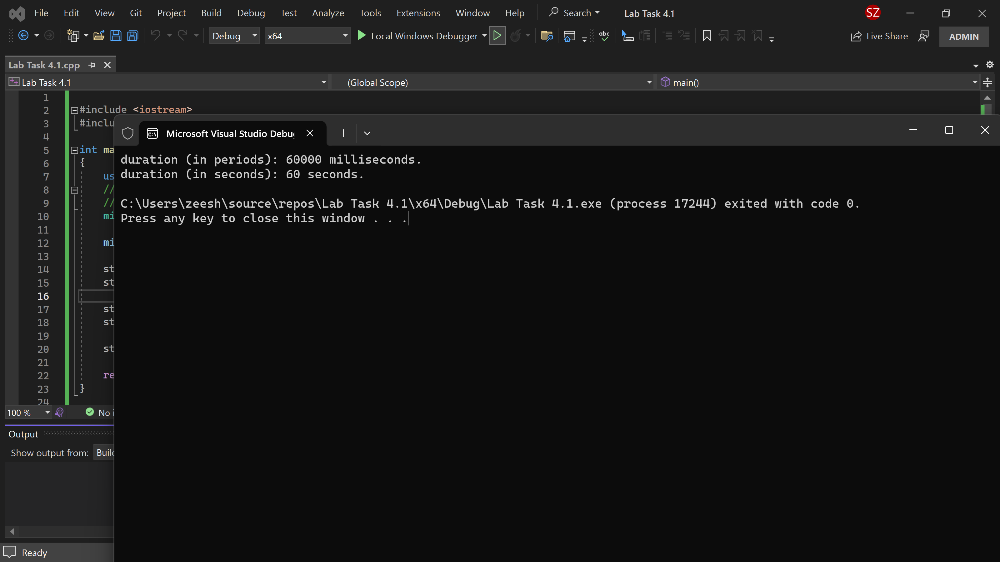 File Edit View Git Project Build Debug Test Analyze Tools Extensions Window Help Search Lab Task 4.1 SZ
Debug x64 Local Windows Debugger abc Live Share ADMIN
Lab Task 4.1.cpp
Lab Task 4.1 (Global Scope) main()
1
2 #include <iostream>
3 #inclu
4
5 int ma
6 {
7 us
8 //
9 //
10 mi
11
12 mi
13
14 st
15 st
16
17 st
18 st
19
20 st
21
22 re
23 }
24
Microsoft Visual Studio Debug
duration (in periods): 60000 milliseconds.
duration (in seconds): 60 seconds.
C:\Users\zeesh\source\repos\Lab Task 4.1\x64\Debug\Lab Task 4.1.exe (process 17244) exited with code 0.
Press any key to close this window . . .
100 % No i
Output
Show output from: Build
Ready